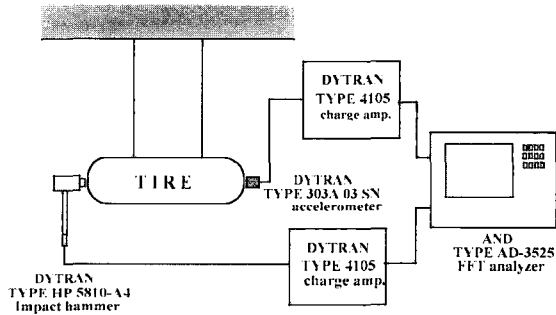 DYTRAN
TYPE 4105
charge amp.
TIRE
DYTRAN
TYPE 303A 03 SN
accelerometer
AND
TYPE AD-3525
FFT analyzer
DYTRAN
TYPE 4105
charge amp.
DYTRAN
TYPE HP 5810-A4
Impact hammer